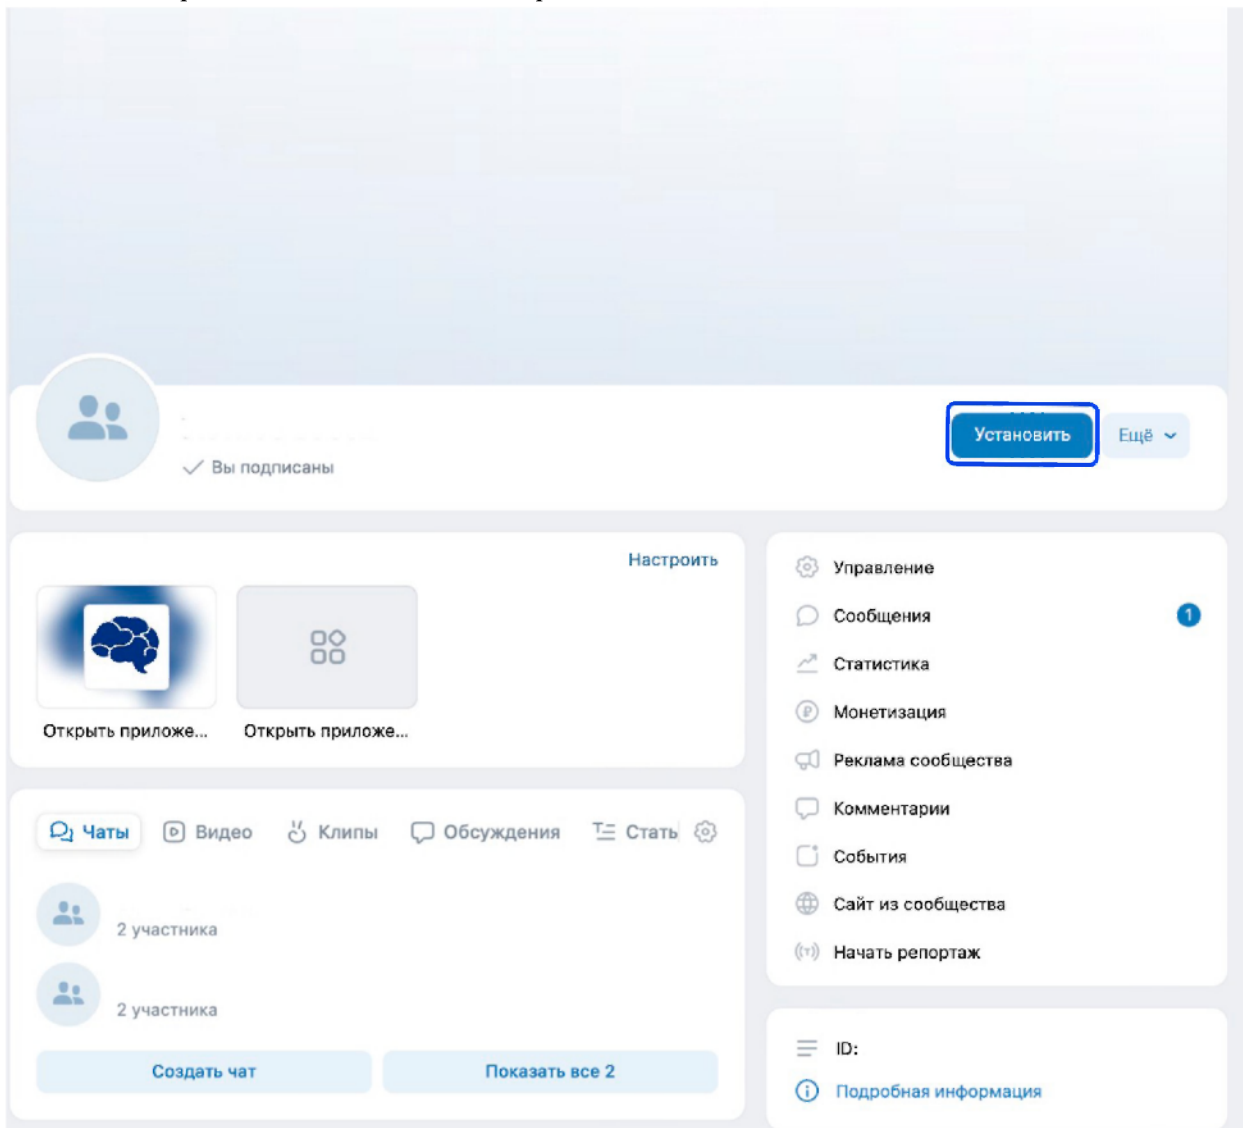 Установить
Ещё
Вы подписаны
Настроить
Открыть приложе...
Открыть приложе...
Чаты
Видео
Клипы
Обсуждения
Стать
2 участника
2 участника
Создать чат
Показать все 2
Управление
Сообщения
1
Статистика
Монетизация
Реклама сообщества
Комментарии
События
Сайт из сообщества
Начать репортаж
ID:
Подробная информация